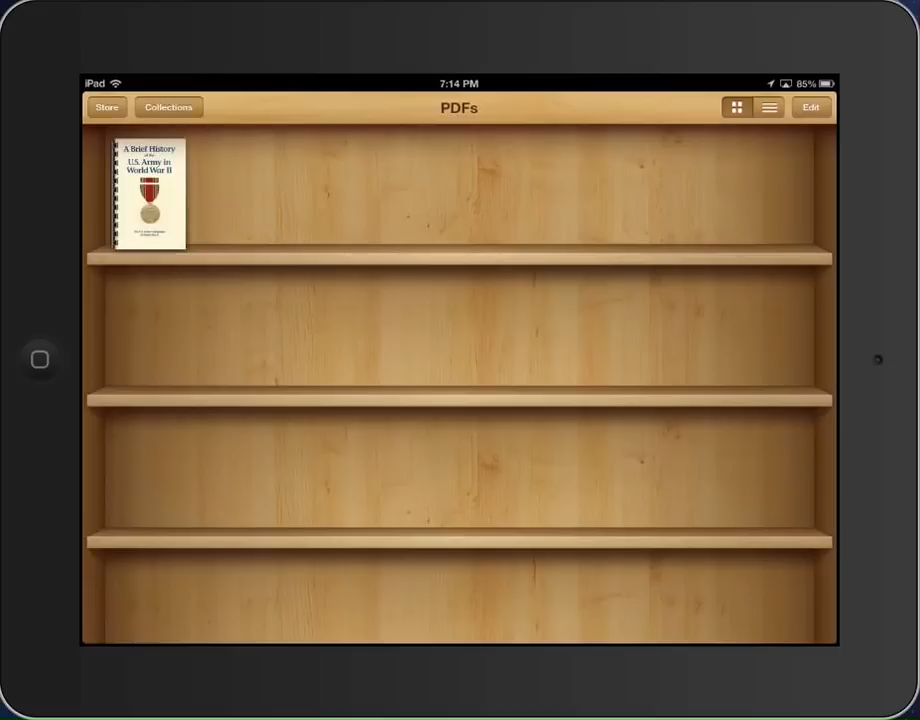 iPad 7:14 PM 85%
Store Collections PDFs Edit
A Brief History
of the
U.S. Army in
World War II